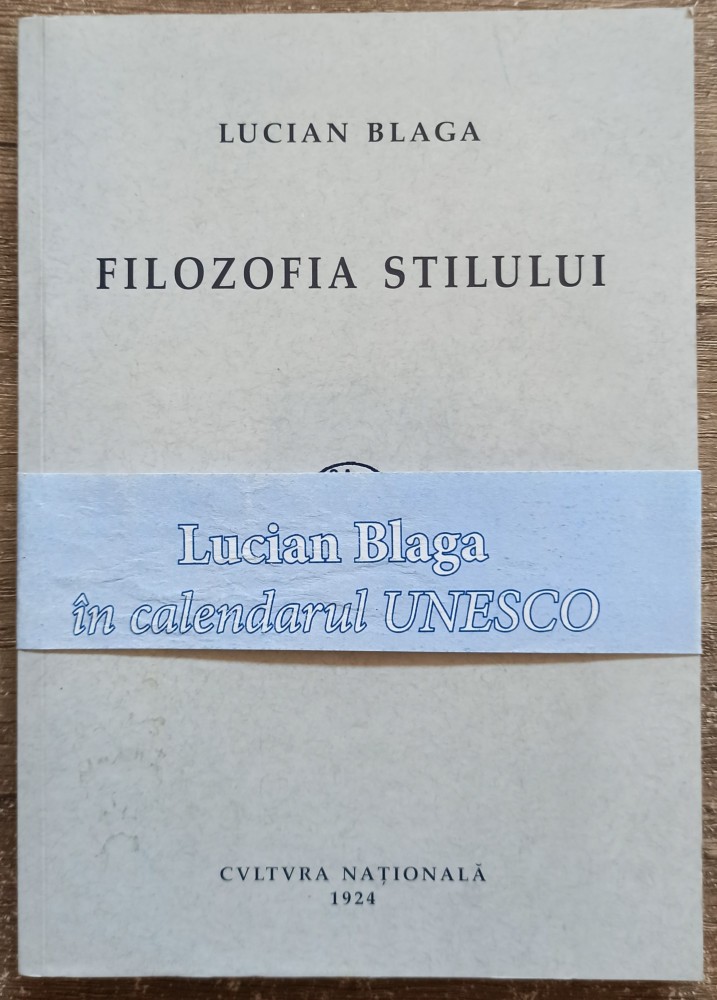 LUCIAN BLAGA
FILOZOFIA STILULUI
Lucian Blaga
în calendarul UNESCO
CVLTVRA NAȚIONALĂ
1924